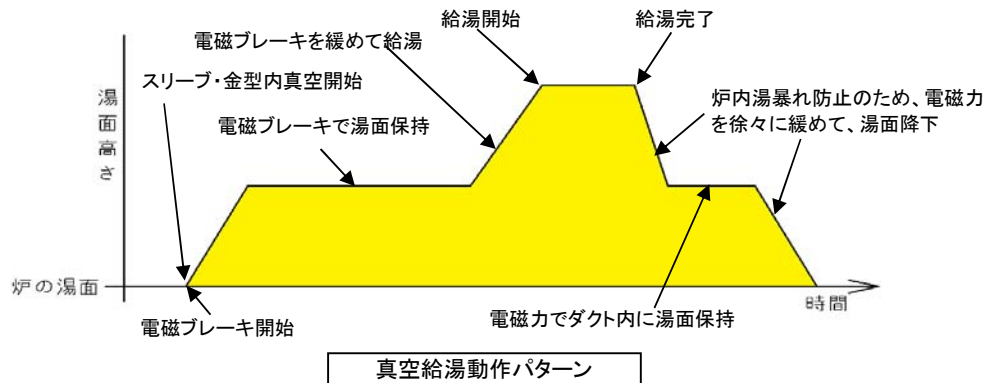 給湯開始
給湯完了
電磁ブレーキを緩めて給湯
スリーブ・金型内真空開始
湯面高さ
電磁ブレーキで湯面保持
炉内湯暴れ防止のため、電磁力
を徐々に緩めて、湯面降下
炉の湯面
時間
電磁ブレーキ開始
電磁力でダクト内に湯面保持
真空給湯動作パターン